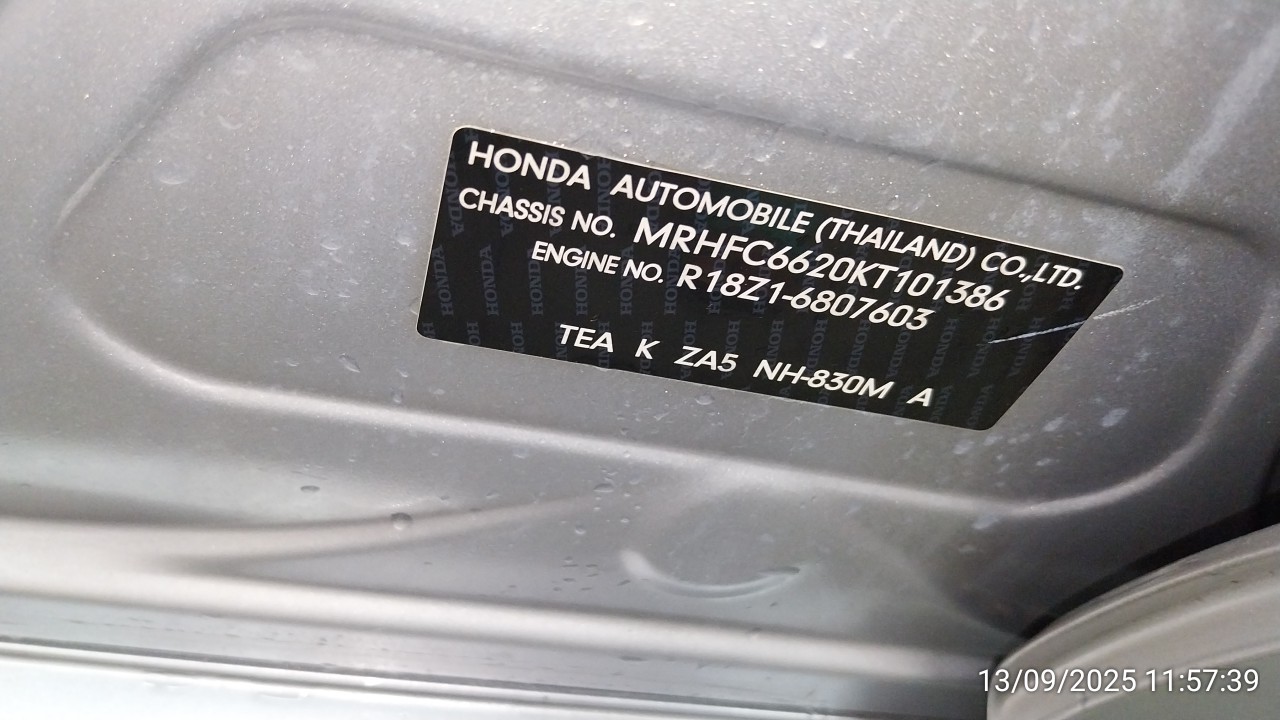 HONDA AUTOMOBILE (THAILAND) CO.,LTD.
CHASSIS NO. MRHFC6620KT101386
ENGINE NO. R18Z1-6807603
TEA K ZA5 NH-830M A
13/09/2025 11:57:39